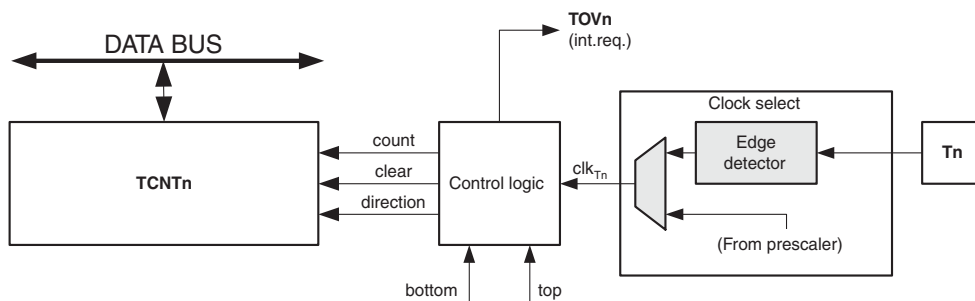 TOVn
(int.req.)
DATA BUS
Clock select
count
Edge
detector
Tn
TCNTn
clear
Control logic
clkTn
direction
(From prescaler)
bottom
top